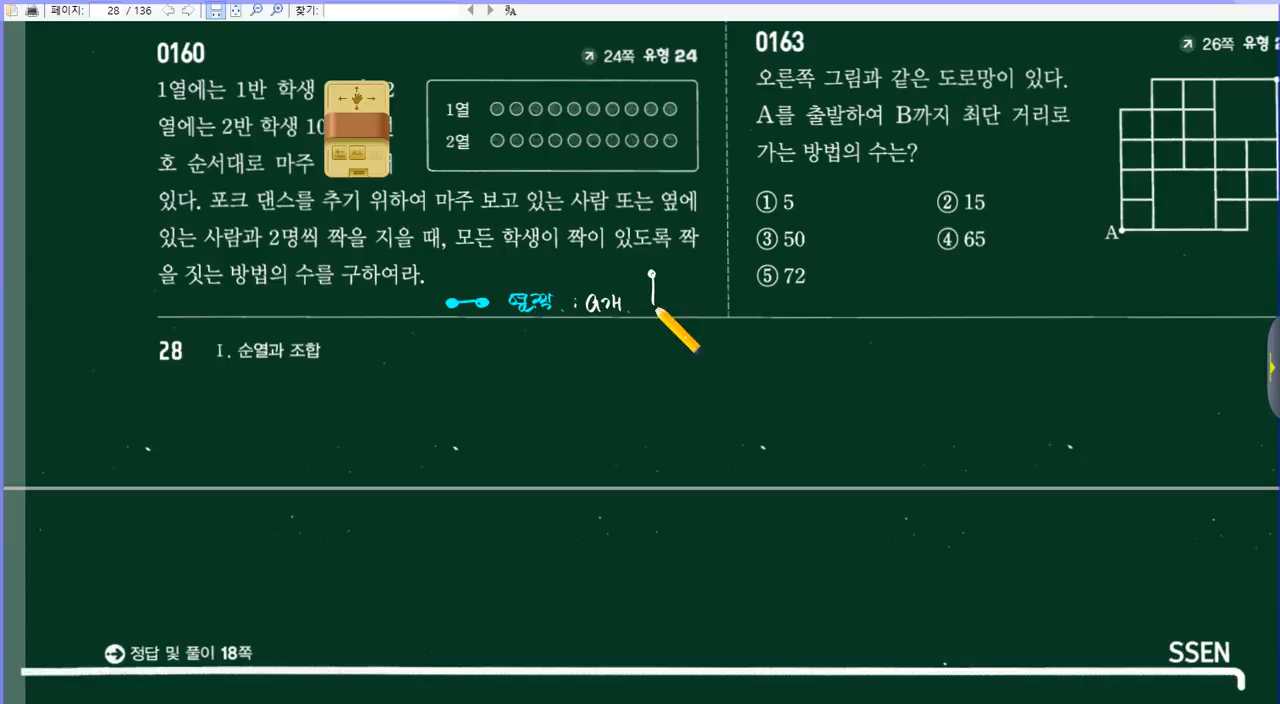 페이지: 28 / 136 찾기:
0160
24쪽 유형 24
1열에는 1반 학생
열에는 2반 학생 10
호 순서대로 마주
있다. 포크 댄스를 추기 위하여 마주 보고 있는 사람 또는 옆에
있는 사람과 2명씩 짝을 지을 때, 모든 학생이 짝이 있도록 짝
을 짓는 방법의 수를 구하여라.
1열
2열
옆짝 : a개
28 Ⅰ. 순열과 조합
0163
26쪽 유형
오른쪽 그림과 같은 도로망이 있다.
A를 출발하여 B까지 최단 거리로
가는 방법의 수는?
① 5 ② 15
③ 50 ④ 65
⑤ 72
A
정답 및 풀이 18쪽
SSEN